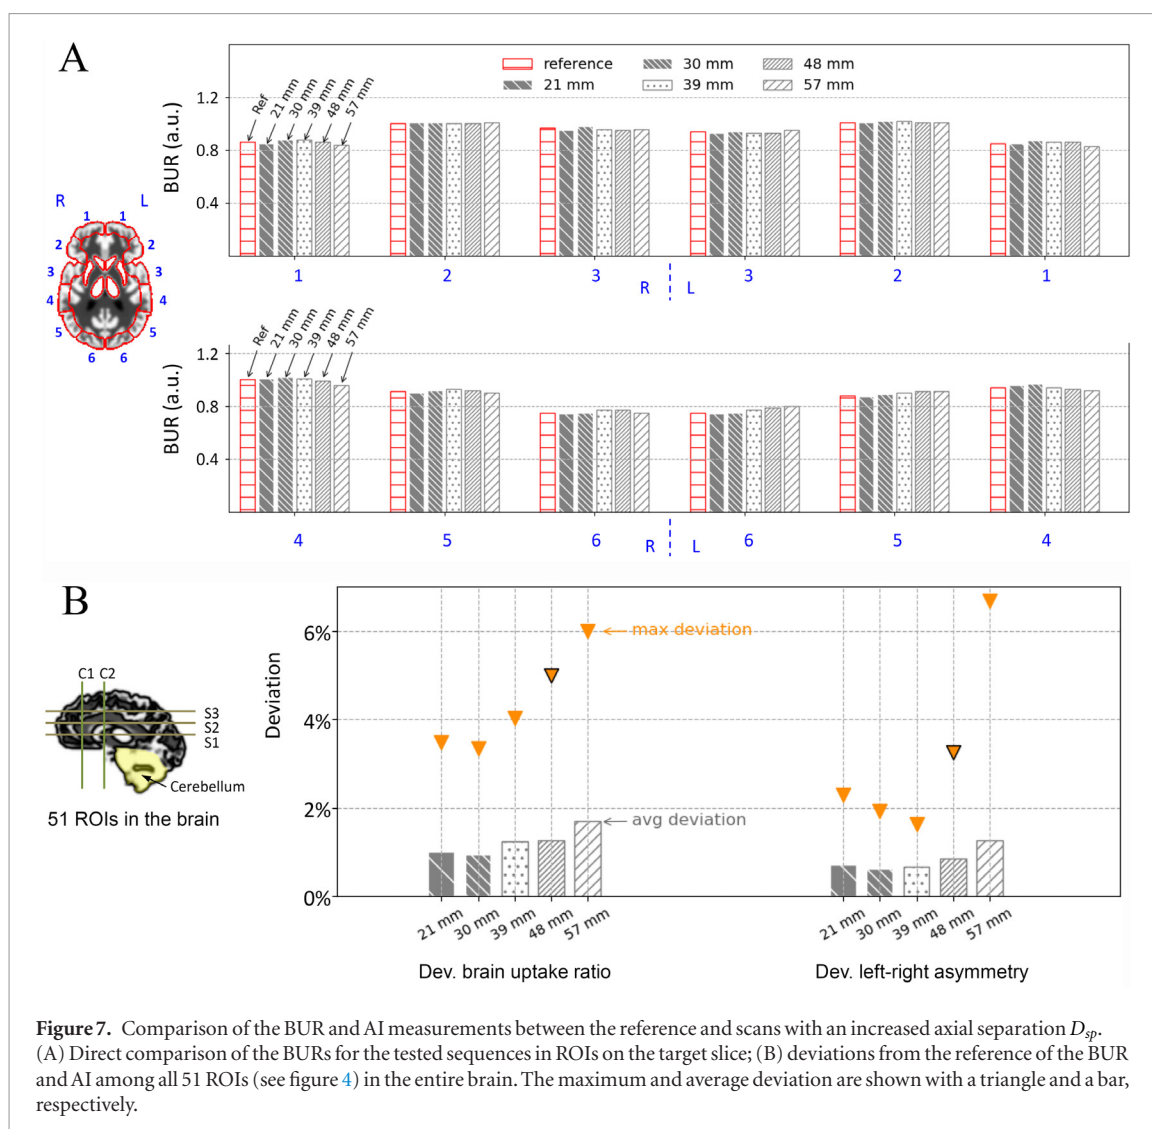 A
reference
30 mm
48 mm
21 mm
39 mm
57 mm
BUR (a.u.)
1.2
0.8
0.4
Ref
21 mm
30 mm
39 mm
48 mm
57 mm
1 2 3 R L 3 2 1
R L
1 1
2 2
3 3
4 4
5 5
6 6
BUR (a.u.)
1.2
0.8
0.4
Ref
21 mm
30 mm
39 mm
48 mm
57 mm
4 5 6 R L 6 5 4
B
C1 C2
S3
S2
S1
Cerebellum
51 ROIs in the brain
Deviation
6%
4%
2%
0%
max deviation
avg deviation
21 mm
30 mm
39 mm
48 mm
57 mm
21 mm
30 mm
39 mm
48 mm
57 mm
Dev. brain uptake ratio
Dev. left-right asymmetry
Figure 7. Comparison of the BUR and AI measurements between the reference and scans with an increased axial separation Dsp.
(A) Direct comparison of the BURs for the tested sequences in ROIs on the target slice; (B) deviations from the reference of the BUR
and AI among all 51 ROIs (see figure 4) in the entire brain. The maximum and average deviation are shown with a triangle and a bar,
respectively.